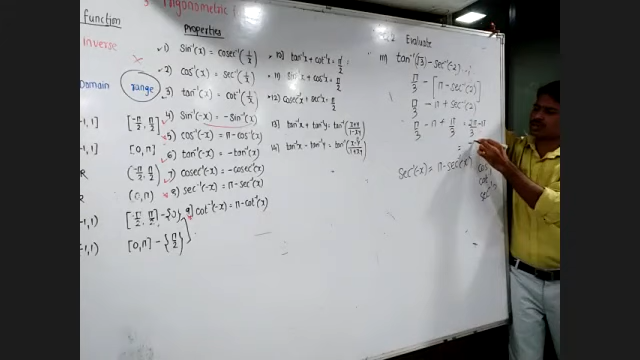 Trigonometric
function
properties
inverse
Domain
range
[-π/2, π/2]
[0, π]
(-π/2, π/2)
(0, π)
[-π/2, π/2] - {0}
[0, π] - {π/2}
1) sin⁻¹(x) = cosec⁻¹(1/x)
2) cos⁻¹(x) = sec⁻¹(1/x)
3) tan⁻¹(x) = cot⁻¹(1/x)
4) sin⁻¹(-x) = -sin⁻¹(x)
5) cos⁻¹(-x) = π-cos⁻¹(x)
6) tan⁻¹(-x) = -tan⁻¹(x)
7) cosec⁻¹(-x) = -cosec⁻¹(x)
8) sec⁻¹(-x) = π-sec⁻¹(x)
9) cot⁻¹(-x) = π-cot⁻¹(x)
10) tan⁻¹x + cot⁻¹x = π/2
11) sin⁻¹x + cos⁻¹x = π/2
12) cosec⁻¹x + sec⁻¹x = π/2
13) tan⁻¹x + tan⁻¹y = tan⁻¹(x+y/1-xy)
14) tan⁻¹x - tan⁻¹y = tan⁻¹(x-y/1+xy)
Evaluate
tan⁻¹(√3) - sec⁻¹(-2)
π/3 - [π - sec⁻¹(2)]
π/3 - π + sec⁻¹(2)
π/3 - π + π/3 = 2π/3 - π
=
sec⁻¹(-x) = π - sec⁻¹(x)
cos
cot
sec⁻¹